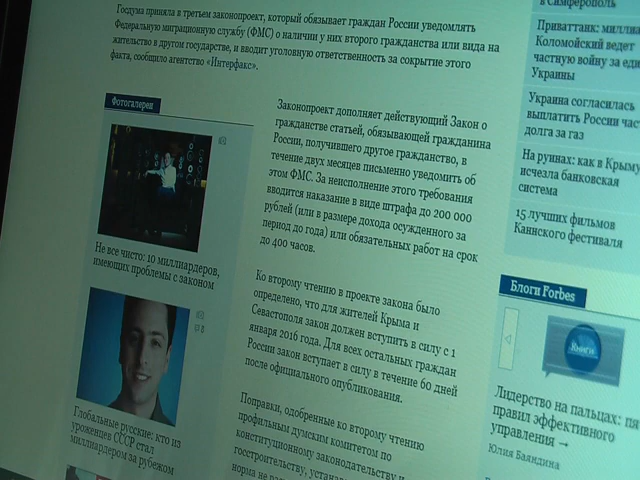 Госдума приняла в третьем законопроект, который обязывает граждан России уведомлять
Федеральную миграционную службу (ФМС) о наличии у них второго гражданства или вида на
жительство в другом государстве, и вводит уголовную ответственность за сокрытие этого
факта, сообщило агентство «Интерфакс».
Фотогалереи
Не все чисто: 10 миллиардеров,
имеющих проблемы с законом
8
Глобальные русские: кто из
уроженцев СССР стал
миллиардером за рубежом
Законопроект дополняет действующий Закон о
гражданстве статьей, обязывающей гражданина
России, получившего другое гражданство, в
течение двух месяцев письменно уведомить об
этом ФМС. За неисполнение этого требования
вводится наказание в виде штрафа до 200 000
рублей (или в размере дохода осужденного за
период до года) или обязательных работ на срок
до 400 часов.
Ко второму чтению в проекте закона было
определено, что для жителей Крыма и
Севастополя закон должен вступить в силу с 1
января 2016 года. Для всех остальных граждан
России закон вступает в силу в течение 60 дней
после официального опубликования.
Поправки, одобренные ко второму чтению
профильным думским комитетом по
конституционному законодательству и
госстроительству,
норма не
в Симферополь
Приваттанк:
Коломойский ведет
частную войну за
Украины
Украина согласилась
выплатить России
долга за газ
На руинах: как в Крыму
исчезла банковская
система
15 лучших фильмов
Каннского фестиваля
Блоги Forbes
Книги
Лидерство на пальцах:
правил эффективного
управления →
Юлия Баяндина